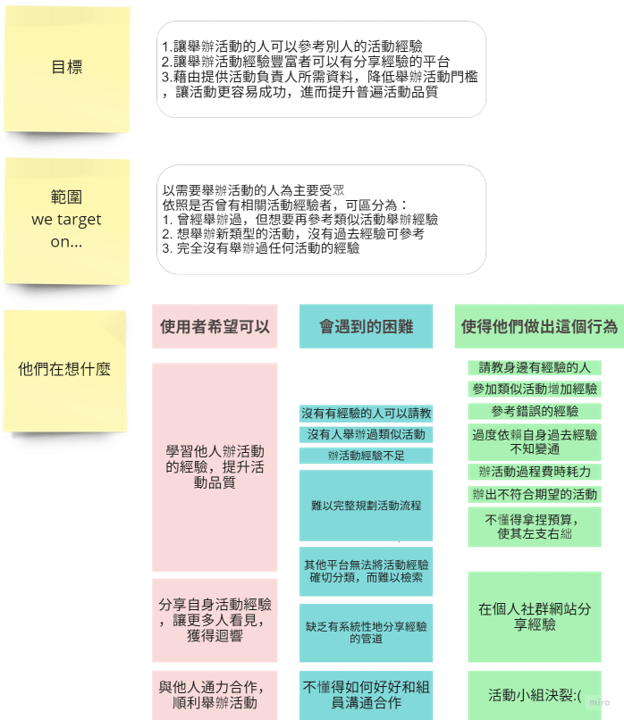 目標
1.讓舉辦活動的人可以參考別人的活動經驗
2.讓舉辦活動經驗豐富者可以有分享經驗的平台
3.藉由提供活動負責人所需資料，降低舉辦活動門檻
，讓活動更容易成功，進而提升普遍活動品質
範圍
we target
on...
以需要舉辦活動的人為主要受眾
依照是否曾有相關活動經驗者，可區分為：
1. 曾經舉辦過，但想要再參考類似活動舉辦經驗
2. 想舉辦新類型的活動，沒有過去經驗可參考
3. 完全沒有舉辦過任何活動的經驗
他們在想什麼
使用者希望可以
學習他人辦活動
的經驗，提升活
動品質
分享自身活動經驗
，讓更多人看見，
獲得迴響
與他人通力合作，
順利舉辦活動
會遇到的困難
沒有有經驗的人可以請教
沒有人舉辦過類似活動
辦活動經驗不足
難以完整規劃活動流程
其他平台無法將活動經驗
確切分類，而難以檢索
缺乏有系統性地分享經驗
的管道
不懂得如何好好和組
員溝通合作
使得他們做出這個行為
請教身邊有經驗的人
參加類似活動增加經驗
參考錯誤的經驗
過度依賴自身過去經驗
不知變通
辦活動過程費時耗力
辦出不符合期望的活動
不懂得拿捏預算，
使其左支右絀
在個人社群網站分
享經驗
活動小組決裂:(
miro